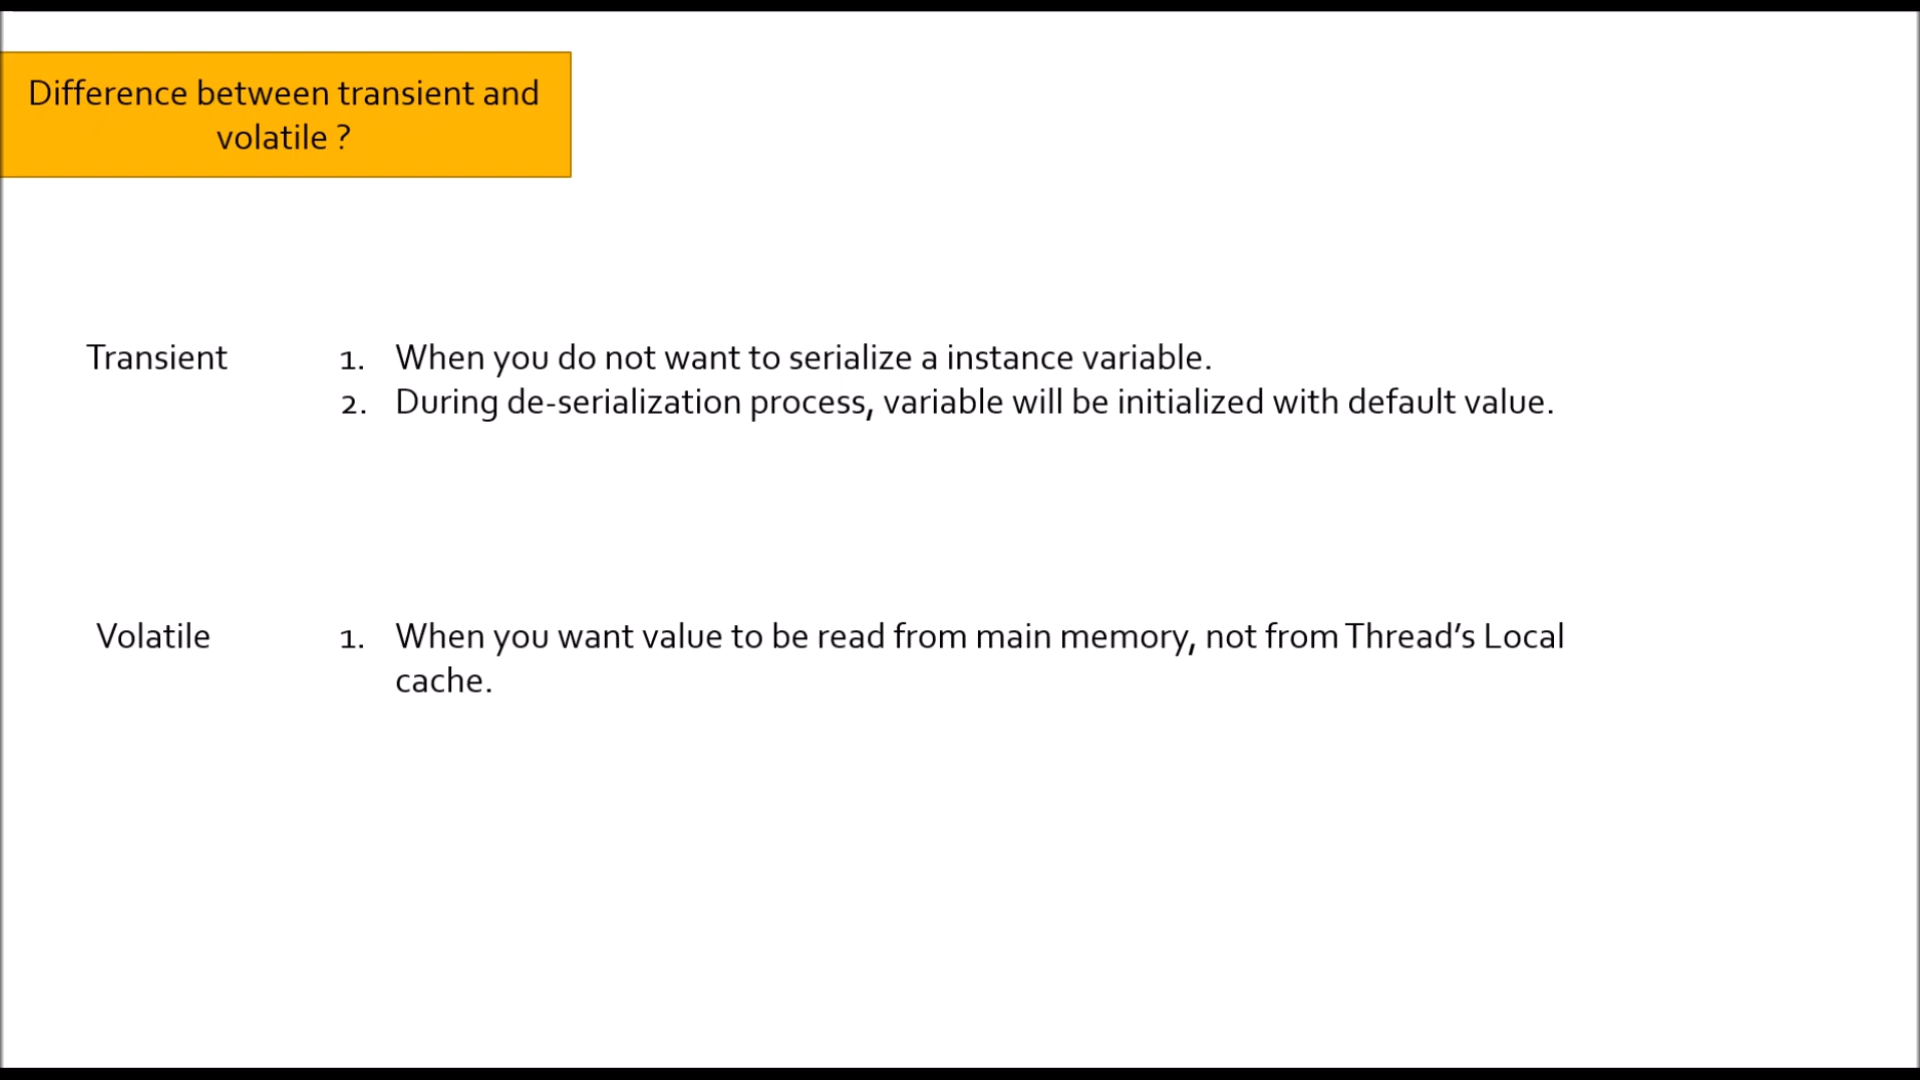 Difference between transient and
volatile ?
Transient
1. When you do not want to serialize a instance variable.
2. During de-serialization process, variable will be initialized with default value.
Volatile
1. When you want value to be read from main memory, not from Thread’s Local
cache.